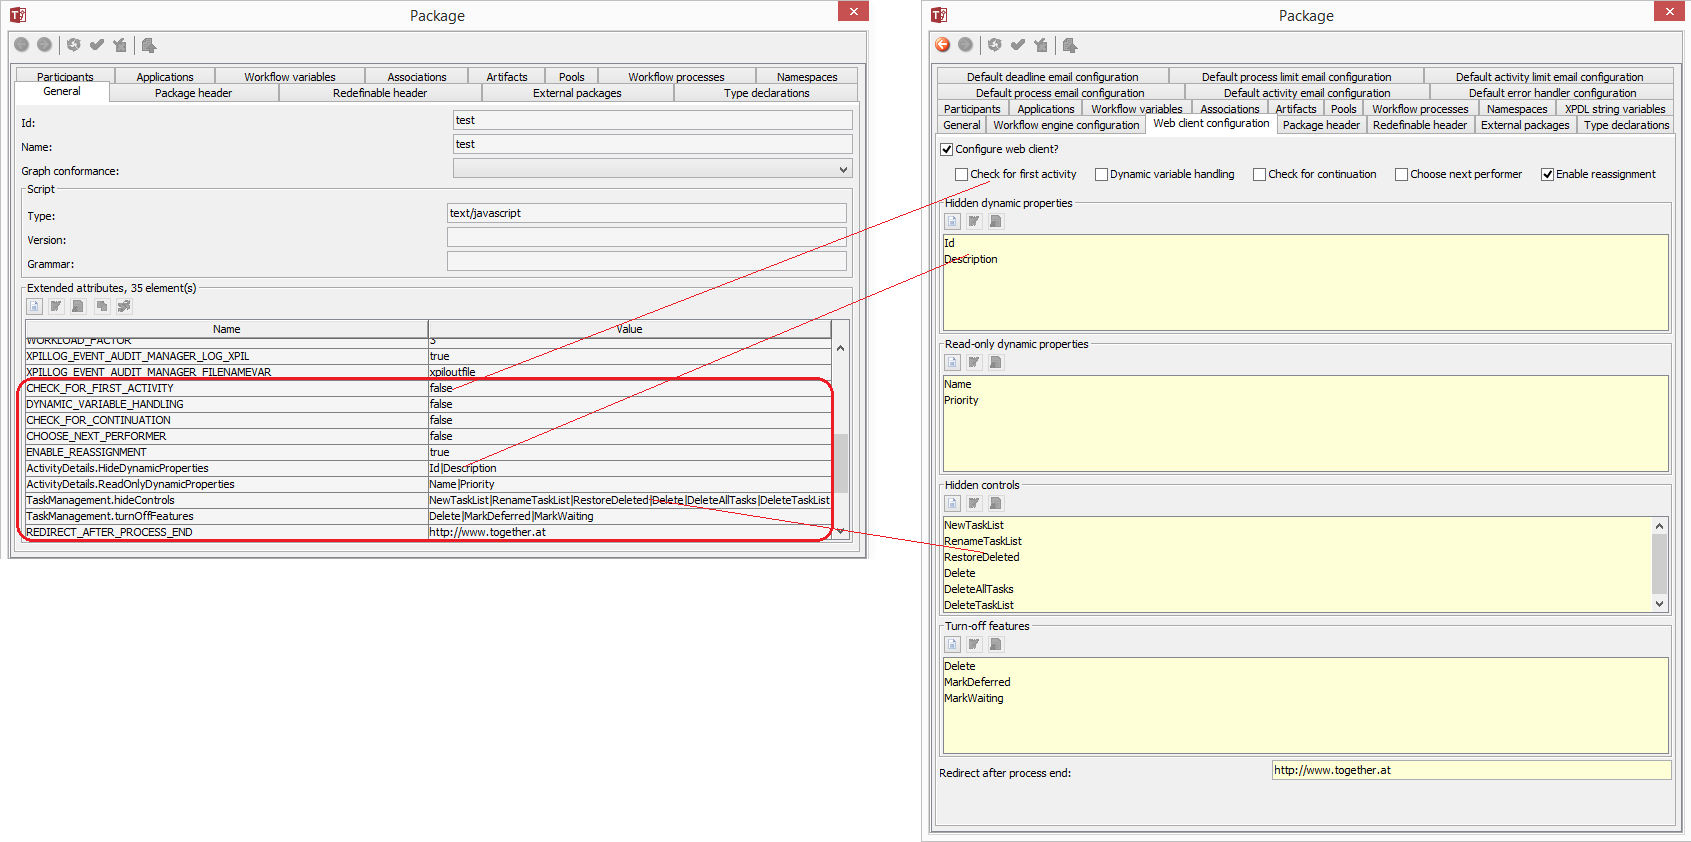 Package
Participants Applications Workflow variables Associations Artifacts Pools Workflow processes Namespaces
General Package header Redefinable header External packages Type declarations
Id: test
Name: test
Graph conformance:
Script
Type: text/javascript
Version:
Grammar:
Extended attributes, 35 element(s)
Name Value
WORKLOAD_FACTOR 3
XPILLOG_EVENT_AUDIT_MANAGER_LOG_XPIL true
XPILLOG_EVENT_AUDIT_MANAGER_FILENAMEVAR xpiloutfile
CHECK_FOR_FIRST_ACTIVITY false
DYNAMIC_VARIABLE_HANDLING false
CHECK_FOR_CONTINUATION false
CHOOSE_NEXT_PERFORMER false
ENABLE_REASSIGNMENT true
ActivityDetails.HideDynamicProperties Id|Description
ActivityDetails.ReadOnlyDynamicProperties Name|Priority
TaskManagement.hideControls NewTaskList|RenameTaskList|RestoreDeleted|Delete|DeleteAllTasks|DeleteTaskList
TaskManagement.turnOffFeatures Delete|MarkDeferred|MarkWaiting
REDIRECT_AFTER_PROCESS_END http://www.together.at
Package
Default deadline email configuration Default process limit email configuration Default activity limit email configuration
Default process email configuration Default activity email configuration Default error handler configuration
Participants Applications Workflow variables Associations Artifacts Pools Workflow processes Namespaces XPDL string variables
General Workflow engine configuration Web client configuration Package header Redefinable header External packages Type declarations
Configure web client?
Check for first activity Dynamic variable handling Check for continuation Choose next performer Enable reassignment
Hidden dynamic properties
Id
Description
Read-only dynamic properties
Name
Priority
Hidden controls
NewTaskList
RenameTaskList
RestoreDeleted
Delete
DeleteAllTasks
DeleteTaskList
Turn-off features
Delete
MarkDeferred
MarkWaiting
Redirect after process end: http://www.together.at